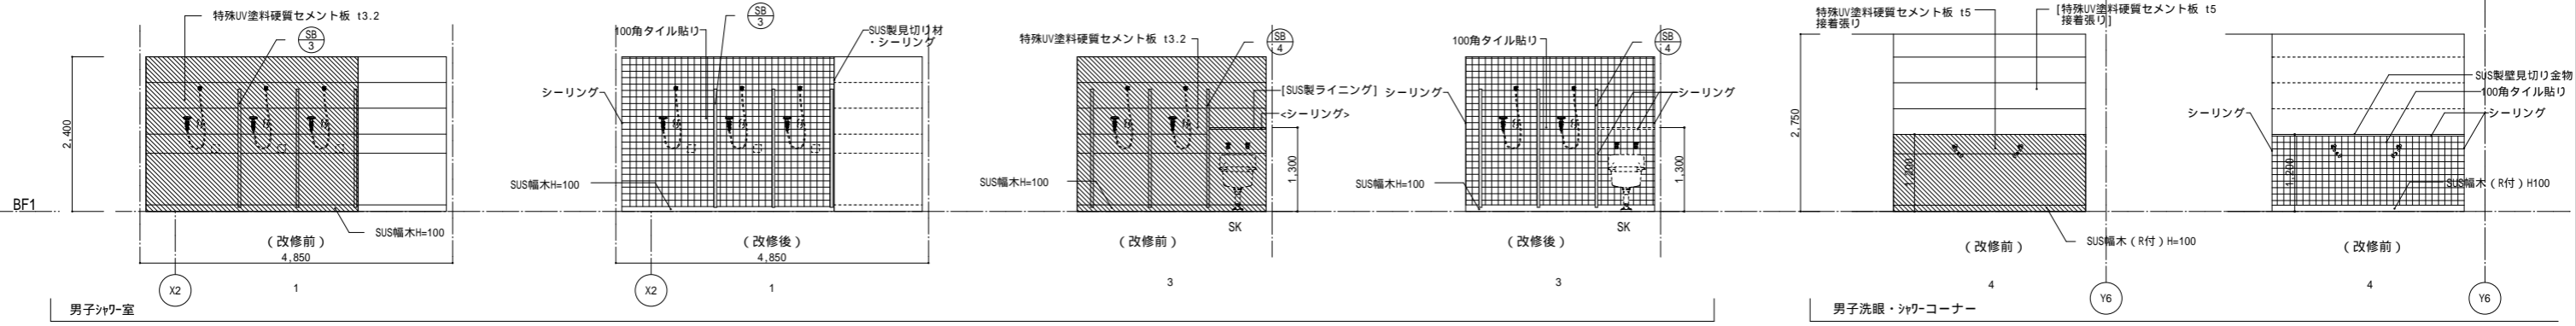 特殊UV塗料硬質セメント板 t3.2
SB
3
2,400
BF1
SUS幅木H=100
(改修前)
4,850
X2
1
男子シャワー室
SB
3
100角タイル貼り
SUS製見切り材
・シーリング
シーリング
SUS幅木H=100
(改修後)
4,850
X2
1
特殊UV塗料硬質セメント板 t3.2
SB
4
[SUS製ライニング]
<シーリング>
1,300
SUS幅木H=100
SK
(改修前)
3
100角タイル貼り
SB
4
シーリング
シーリング
1,300
SUS幅木H=100
SK
(改修後)
3
特殊UV塗料硬質セメント板 t5
接着張り
[特殊UV塗料硬質セメント板 t5
接着張り]
2,750
1,200
SUS幅木(R付)H=100
(改修前)
4
Y6
男子洗眼・シャワーコーナー
SUS製壁見切り金物
100角タイル貼り
シーリング
シーリング
1,200
SUS幅木(R付)H100
(改修前)
4
Y6